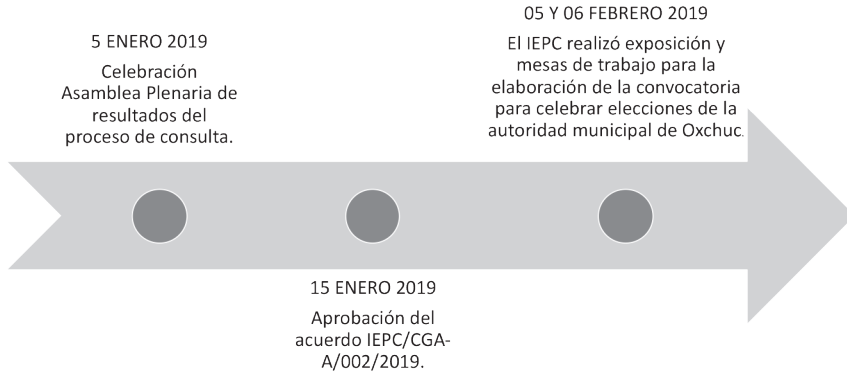 5 ENERO 2019
Celebración
Asamblea Plenaria de
resultados del
proceso de consulta.
15 ENERO 2019
Aprobación del
acuerdo IEPC/CGA-
A/002/2019.
05 Y 06 FEBRERO 2019
El IEPC realizó exposición y
mesas de trabajo para la
elaboración de la convocatoria
para celebrar elecciones de la
autoridad municipal de Oxchuc.